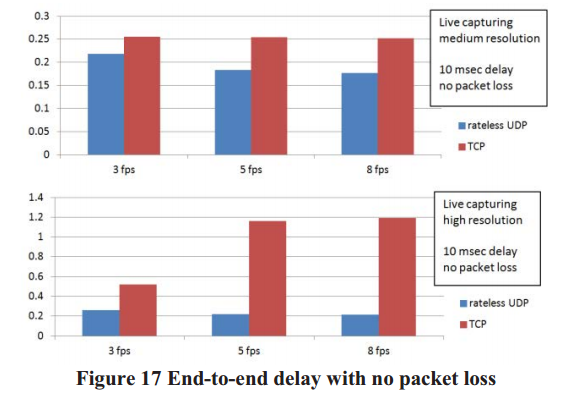 0.3
0.25
0.2
0.15
0.1
0.05
0
3 fps 5 fps 8 fps
Live capturing
medium resolution
10 msec delay
no packet loss
rateless UDP
TCP
1.4
1.2
1
0.8
0.6
0.4
0.2
0
3 fps 5 fps 8 fps
Live capturing
high resolution
10 msec delay
no packet loss
rateless UDP
TCP
Figure 17 End-to-end delay with no packet loss